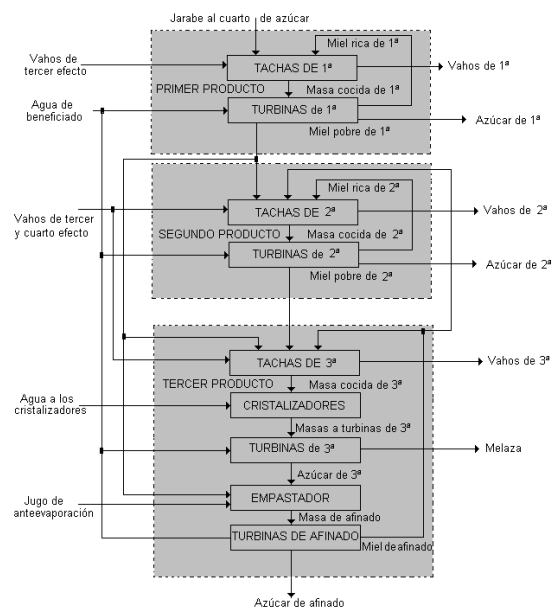 Jarabe al cuarto de azúcar
Miel rica de 1ª
Vahos de
tercer efecto
TACHAS DE 1ª
Vahos de 1ª
PRIMER PRODUCTO
Masa cocida de 1ª
Agua de
beneficiado
TURBINAS de 1ª
Azúcar de 1ª
Miel pobre de 1ª
Miel rica de 2ª
Vahos de tercer
y cuarto efecto
TACHAS DE 2ª
Vahos de 2ª
SEGUNDO PRODUCTO
Masa cocida de 2ª
TURBINAS de 2ª
Azúcar de 2ª
Miel pobre de 2ª
TACHAS DE 3ª
Vahos de 3ª
TERCER PRODUCTO
Masa cocida de 3ª
Agua a los
cristalizadores
CRISTALIZADORES
Masas a turbinas de 3ª
TURBINAS de 3ª
Melaza
Azúcar de 3ª
Jugo de
anteevaporación
EMPASTADOR
Masa de afinado
TURBINAS DE AFINADO
Miel de afinado
Azúcar de afinado